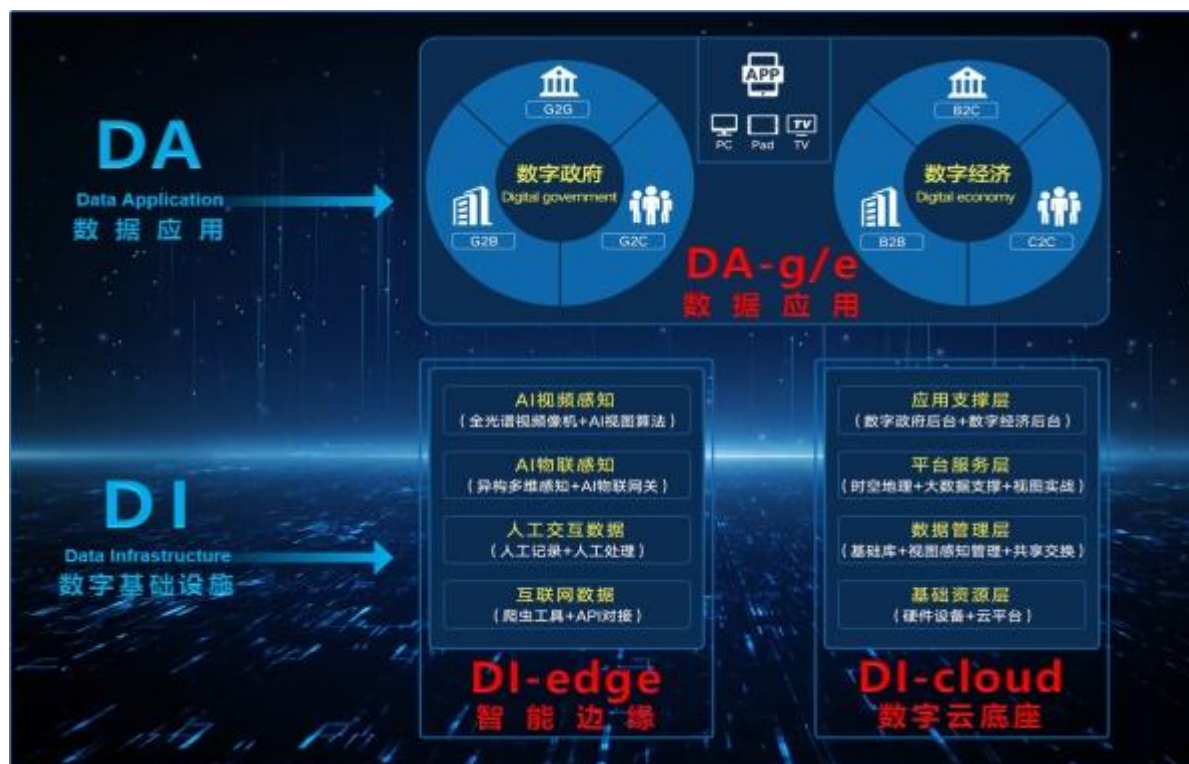 DA
Data Application
数据应用
G2G
数字政府
Digital government
G2B
G2C
APP
PC
Pad
TV
TV
B2C
数字经济
Digital economy
B2B
C2C
DA-g/e
数据应用
DI
Data Infrastructure
数字基础设施
AI视频感知
(全光谱视频像机+AI视图算法)
AI物联感知
(异构多维感知+AI物联网关)
人工交互数据
(人工记录+人工处理)
互联网数据
(爬虫工具+API对接)
DI-edge
智能边缘
应用支撑层
(数字政府后台+数字经济后台)
平台服务层
(时空地理+大数据支撑+视图实战)
数据管理层
(基础库+视图感知管理+共享交换)
基础资源层
(硬件设备+云平台)
DI-cloud
数字云底座